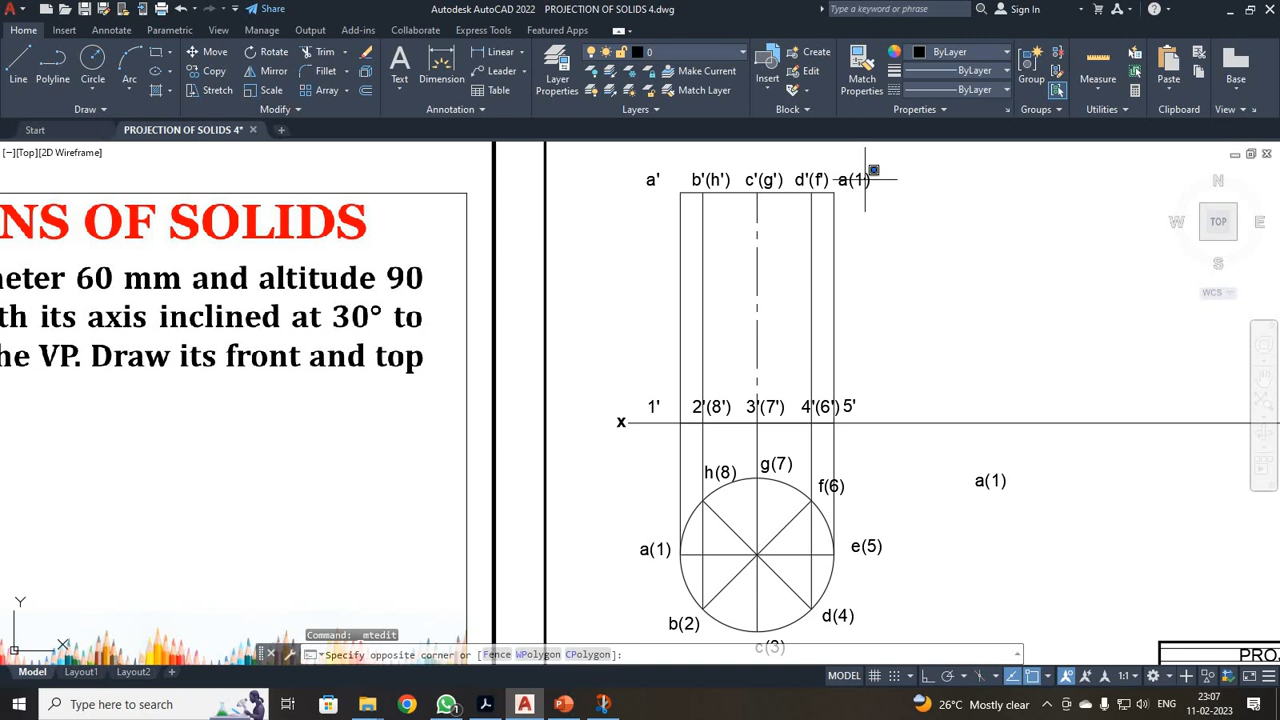 Share
Autodesk AutoCAD 2022
PROJECTION OF SOLIDS 4.dwg
Type a keyword or phrase
Sign In
Home
Insert
Annotate
Parametric
View
Manage
Output
Add-ins
Collaborate
Express Tools
Featured Apps
Line
Polyline
Circle
Arc
Move
Rotate
Trim
Copy
Mirror
Fillet
Stretch
Scale
Array
Text
Dimension
Linear
Leader
Table
Layer Properties
0
Make Current
Match Layer
Insert
Create
Edit
Match Properties
ByLayer
ByLayer
ByLayer
Group
Measure
Paste
Base
Draw
Modify
Annotation
Layers
Block
Properties
Groups
Utilities
Clipboard
View
Start
PROJECTION OF SOLIDS 4*
[−][Top][2D Wireframe]
a' b'(h') c'(g') d'(f') a(1)
NS OF SOLIDS
meter 60 mm and altitude 90
th its axis inclined at 30° to
he VP. Draw its front and top
N
W TOP E
S
WCS
1' 2'(8') 3'(7') 4'(6') 5'
x
h(8) g(7) f(6)
a(1)
a(1) e(5)
b(2) d(4)
c(3)
Y
X
Command: _mtedit
Specify opposite corner or [Fence WPolygon CPolygon]:
PROJ
Model
Layout1
Layout2
MODEL
1:1
Type here to search
1
26°C Mostly clear
23:07
11-02-2023